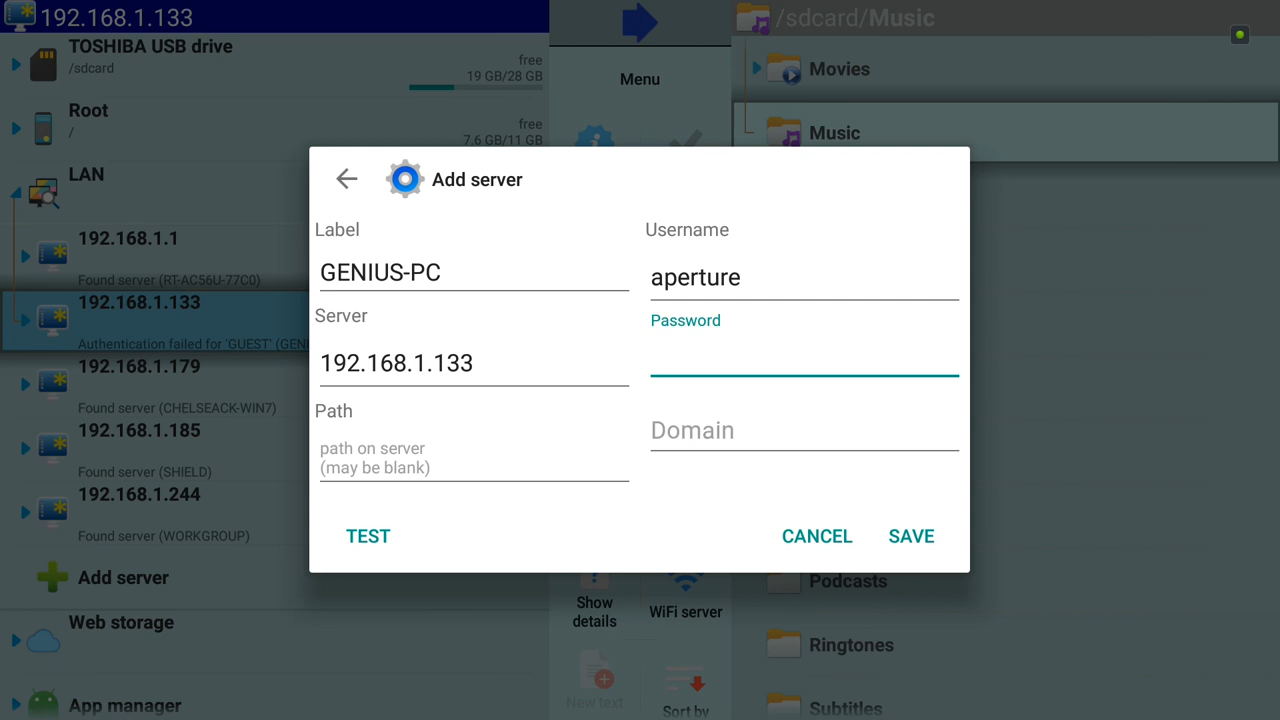 192.168.1.133
TOSHIBA USB drive
/sdcard
free
19 GB/28 GB
Root
/
free
7.6 GB/11 GB
LAN
192.168.1.1
Found server (RT-AC56U-77C0)
192.168.1.133
Authentication failed for 'GUEST' (GENI
192.168.1.179
Found server (CHELSEACK-WIN7)
192.168.1.185
Found server (SHIELD)
192.168.1.244
Found server (WORKGROUP)
Add server
Web storage
App manager
Menu
Show
details
WiFi server
New text
Sort by
/sdcard/Music
Movies
Music
Podcasts
Ringtones
Subtitles
Add server
Label
GENIUS-PC
Server
192.168.1.133
Path
path on server
(may be blank)
Username
aperture
Password
Domain
TEST
CANCEL
SAVE